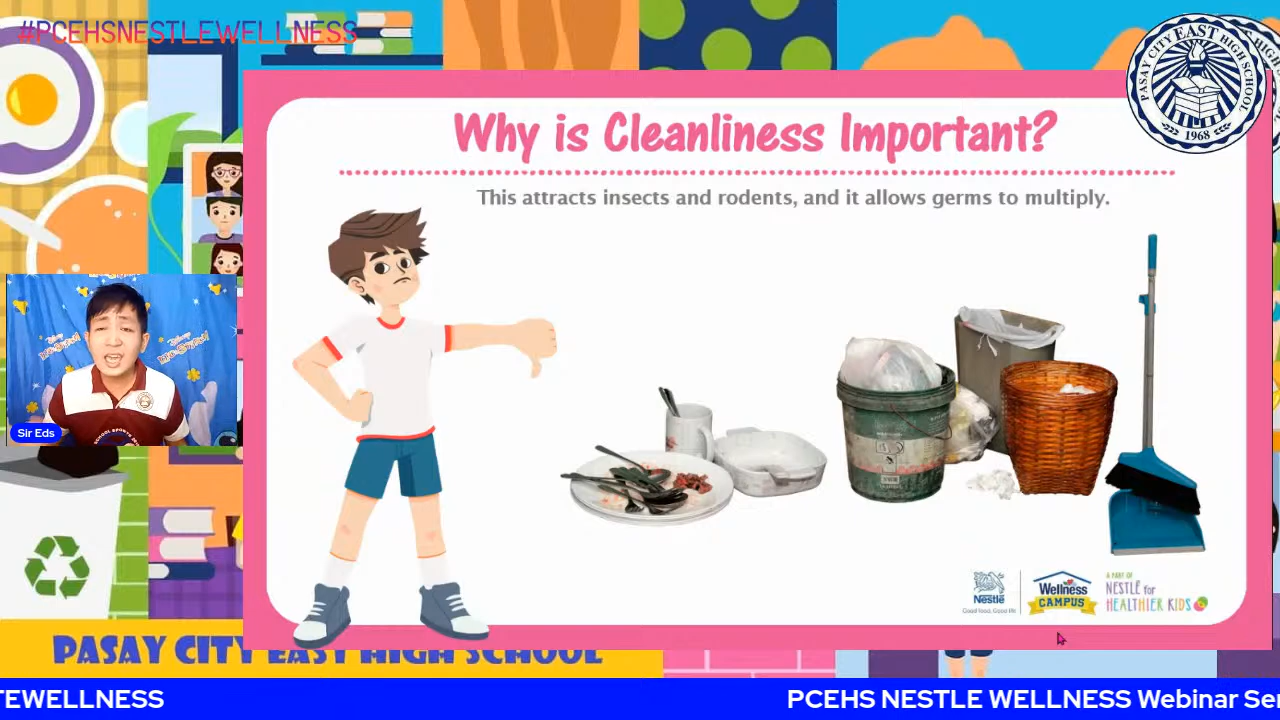 #PCEHSNESTLEWELLNESS
PASAY CITY EAST HIGH SCHOOL
1968
Why is Cleanliness Important?
This attracts insects and rodents, and it allows germs to multiply.
Sir Eds
Nestlé
Good food, Good life
Wellness
CAMPUS
A PART OF
NESTLÉ for
HEALTHIER KIDS
PASAY CITY EAST HIGH SCHOOL
TEWELLNESS
PCEHS NESTLE WELLNESS Webinar Ser